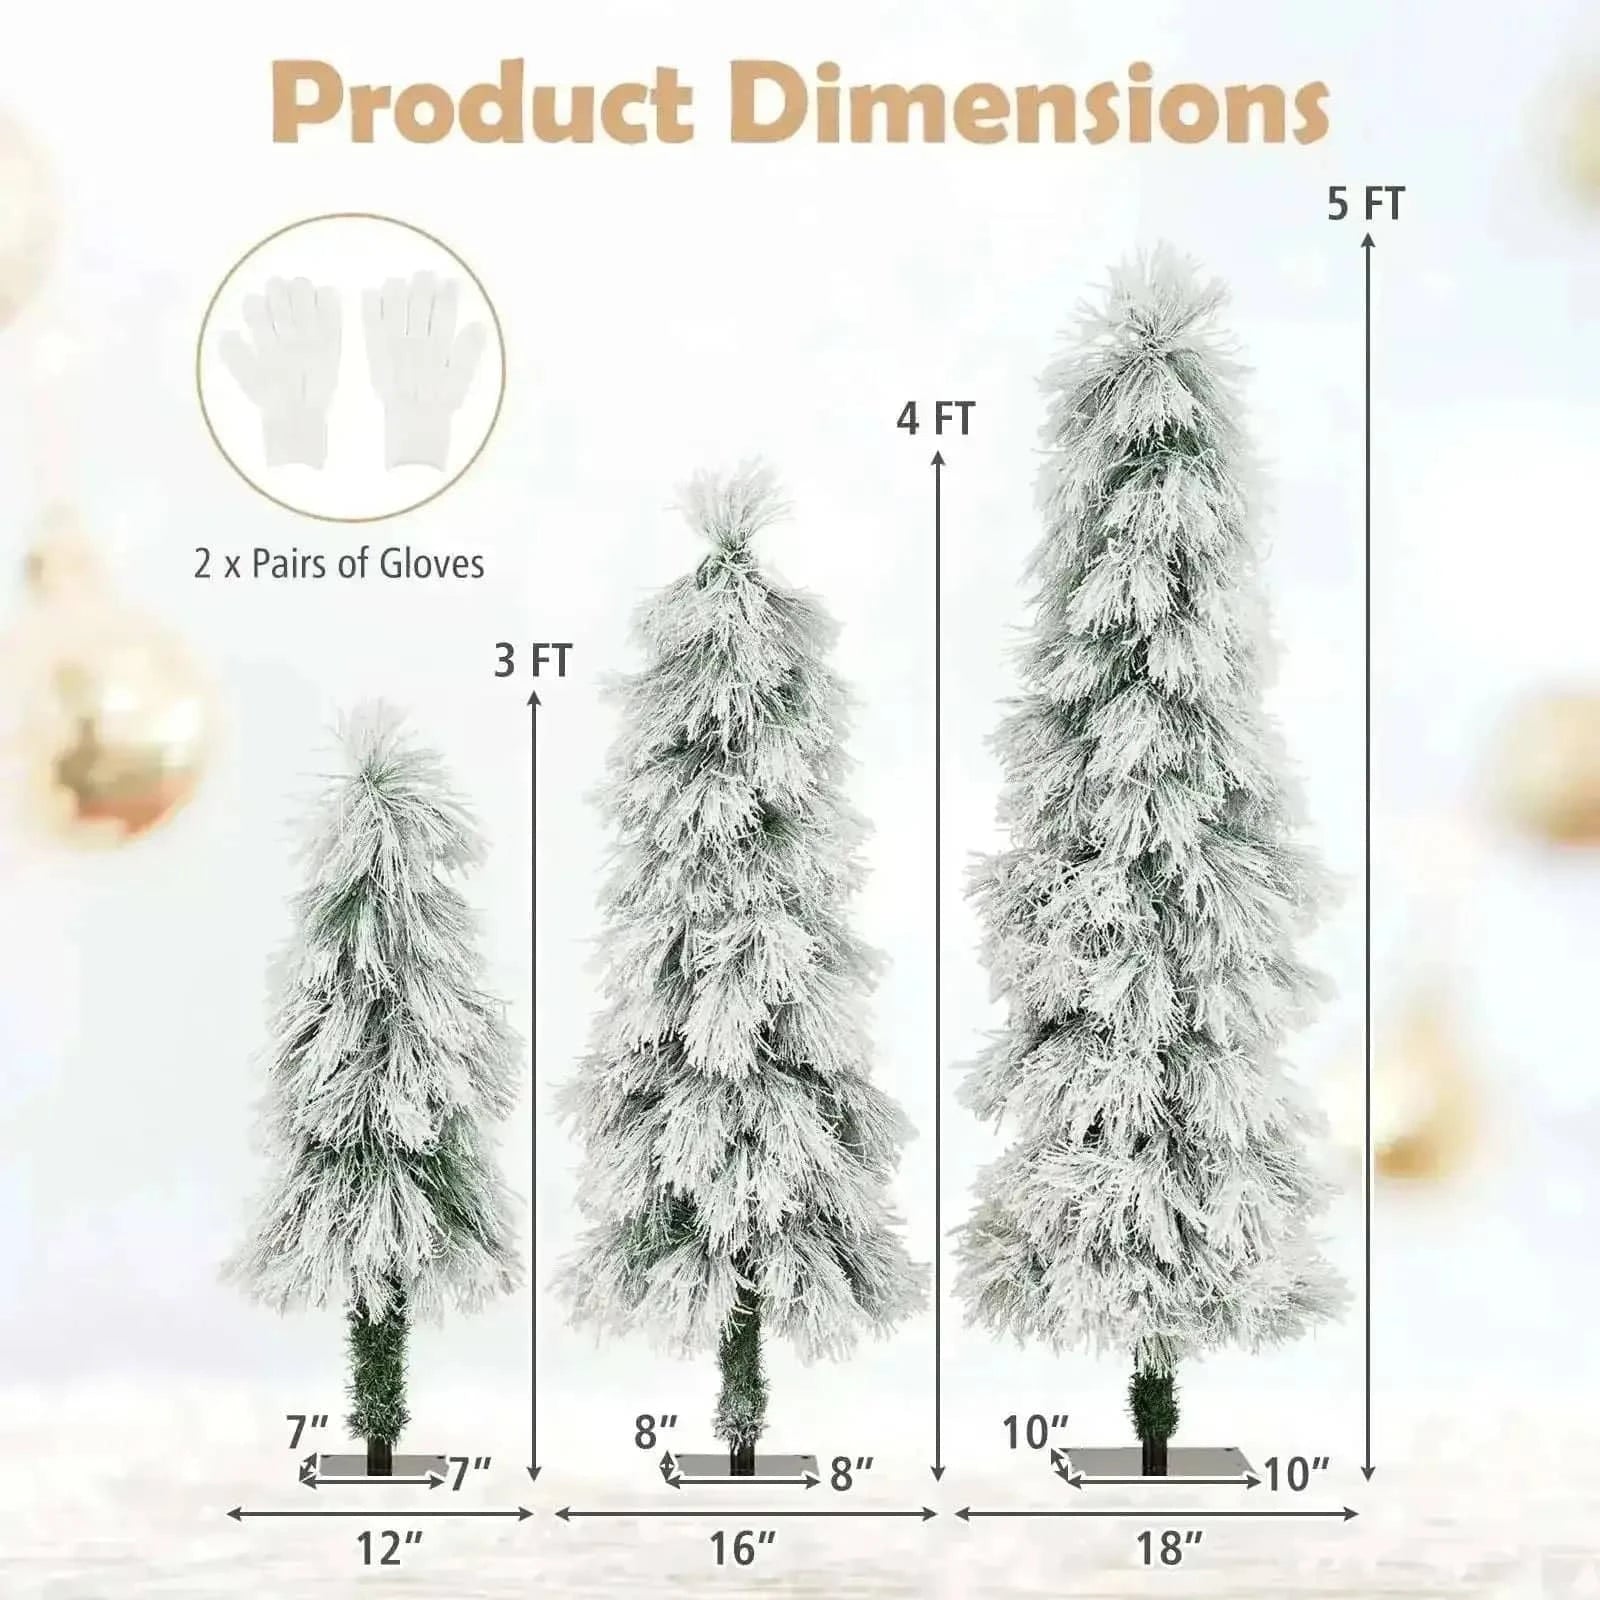 Product Dimensions
5 FT
4 FT
2 x Pairs of Gloves
3 FT
7″
7″
8″
8″
10″
10″
12″
16″
18″